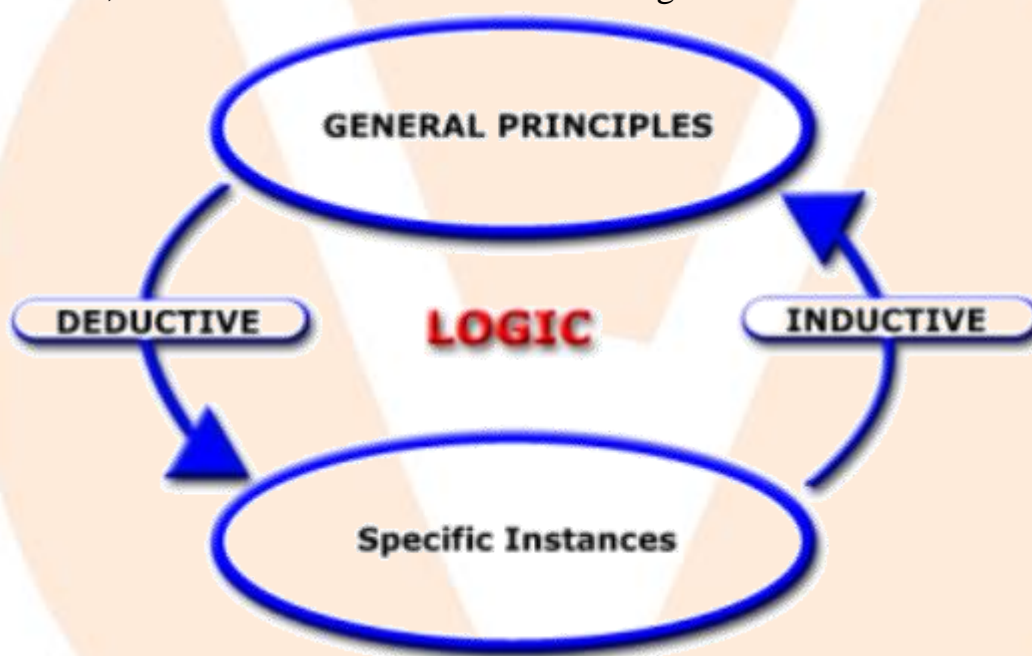 GENERAL PRINCIPLES
DEDUCTIVE
LOGIC
INDUCTIVE
Specific Instances